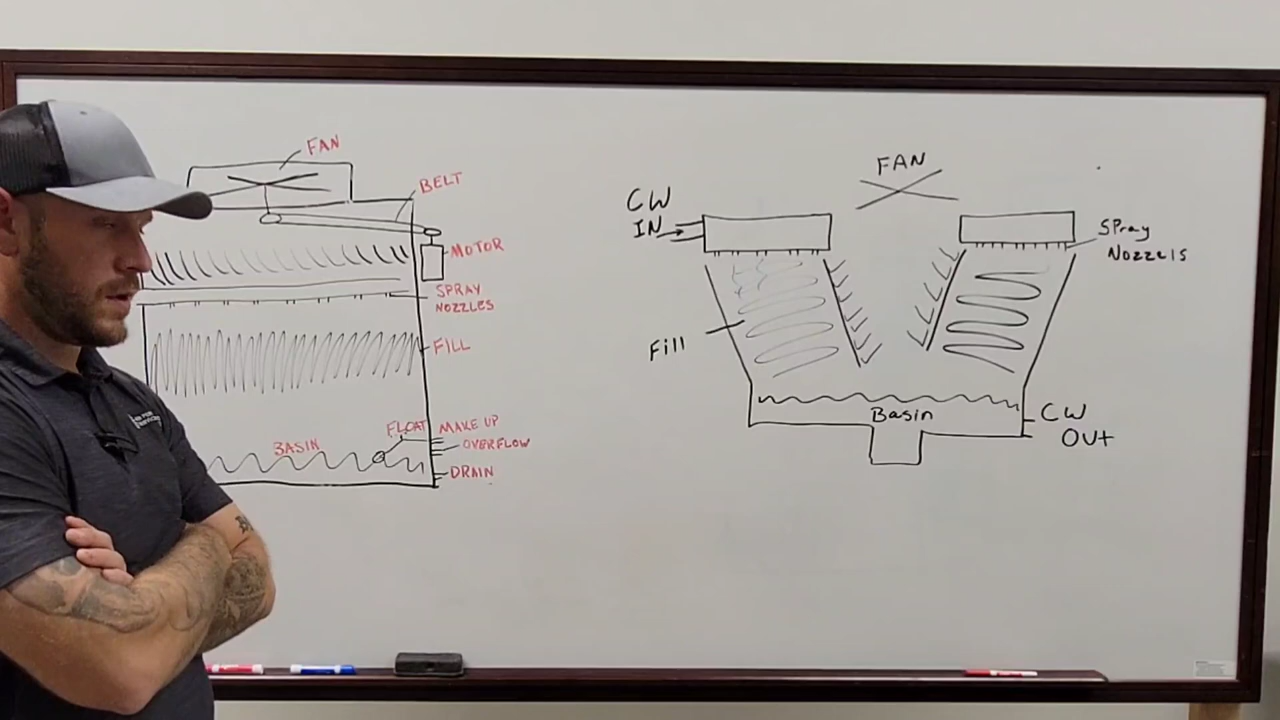 FAN
BELT
MOTOR
SPRAY
NOZZLES
FILL
FLOAT
MAKE UP
OVERFLOW
BASIN
DRAIN
FAN
CW
IN
SPray
NozzelS
Fill
Basin
CW
OUt